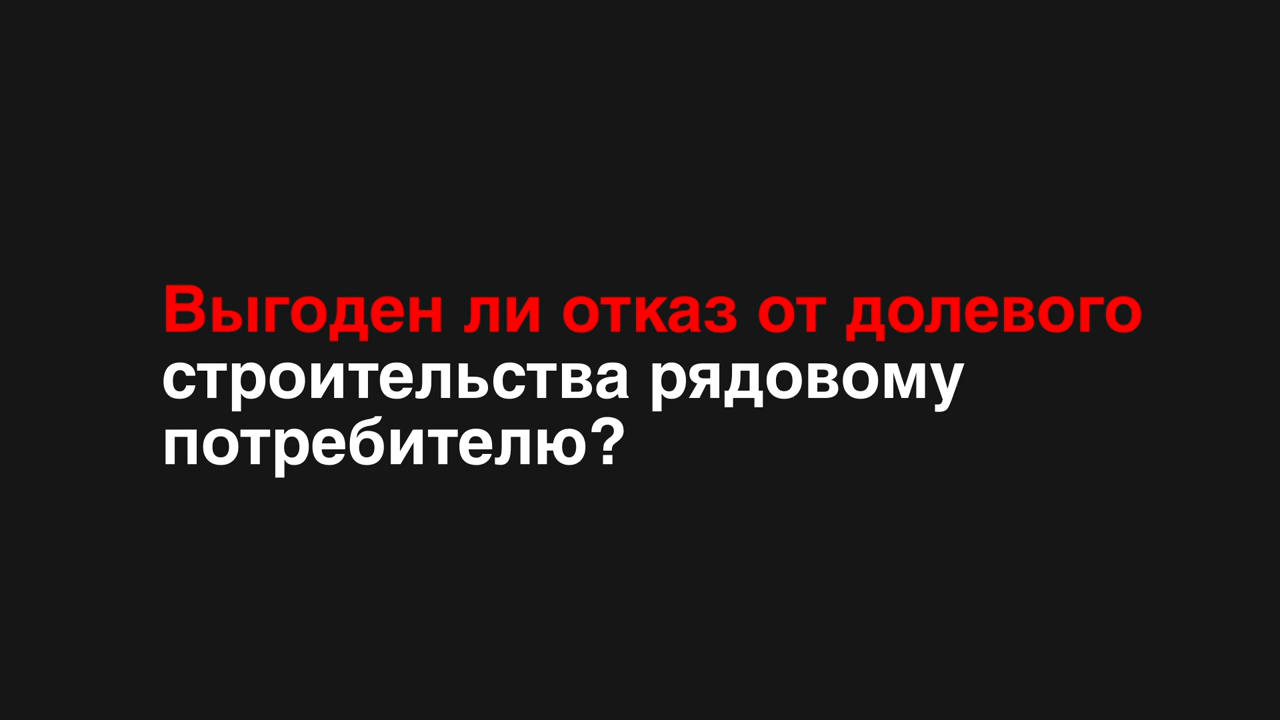 Выгоден ли отказ от долевого
строительства рядовому
потребителю?